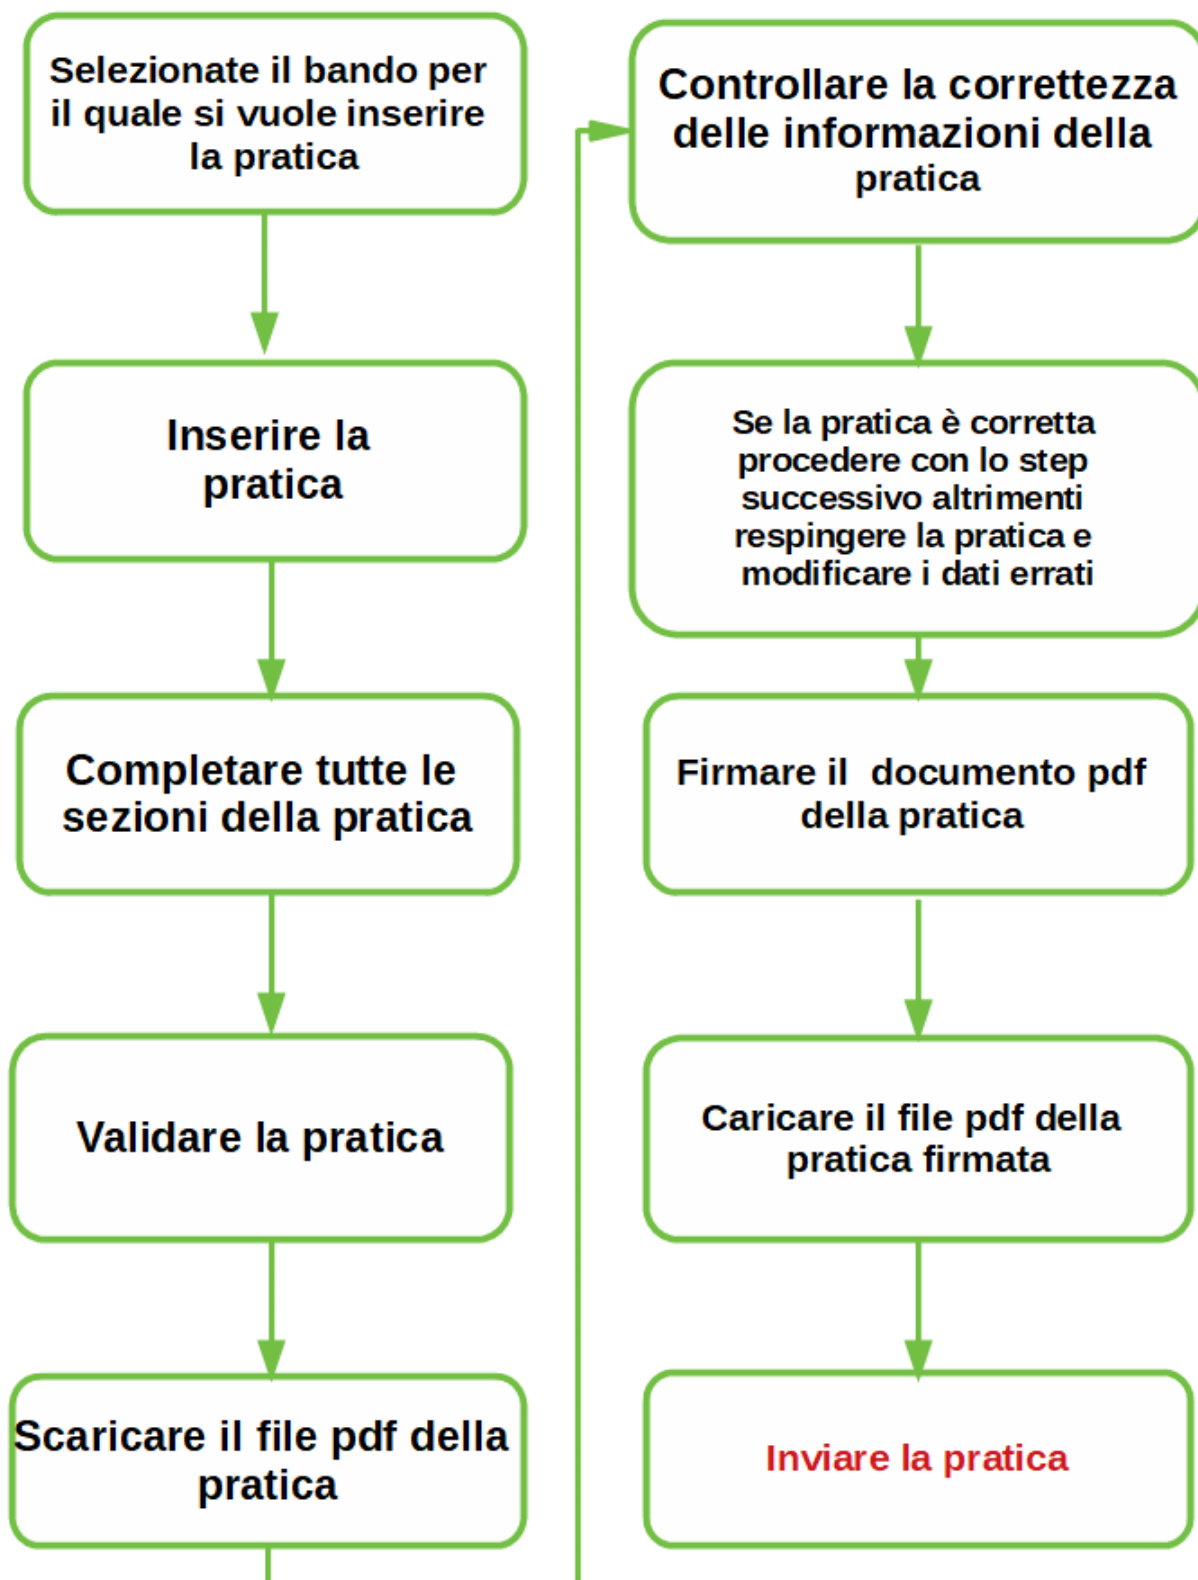 Selezionate il bando per
il quale si vuole inserire
la pratica
Inserire la
pratica
Completare tutte le
sezioni della pratica
Validare la pratica
Scaricare il file pdf della
pratica
Controllare la correttezza
delle informazioni della
pratica
Se la pratica è corretta
procedere con lo step
successivo altrimenti
respingere la pratica e
modificare i dati errati
Firmare il  documento pdf
della pratica
Caricare il file pdf della
pratica firmata
Inviare la pratica